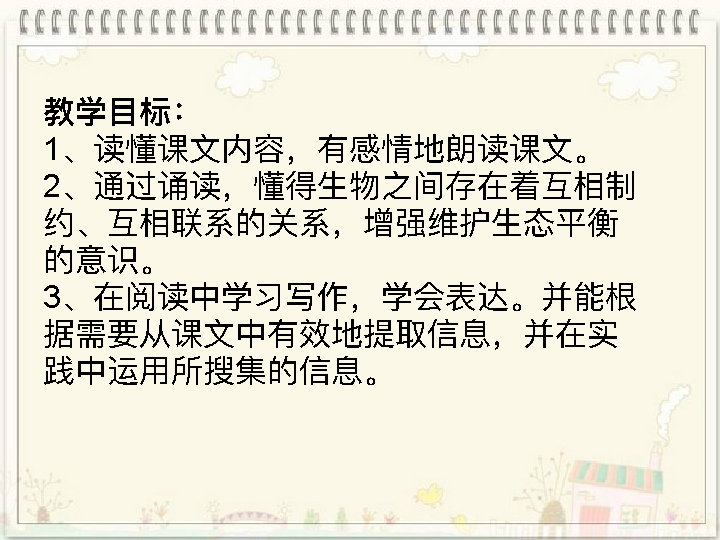 教学目标：
1、读懂课文内容，有感情地朗读课文。
2、通过诵读，懂得生物之间存在着互相制
约、互相联系的关系，增强维护生态平衡
的意识。
3、在阅读中学习写作，学会表达。并能根
据需要从课文中有效地提取信息，并在实
践中运用所搜集的信息。